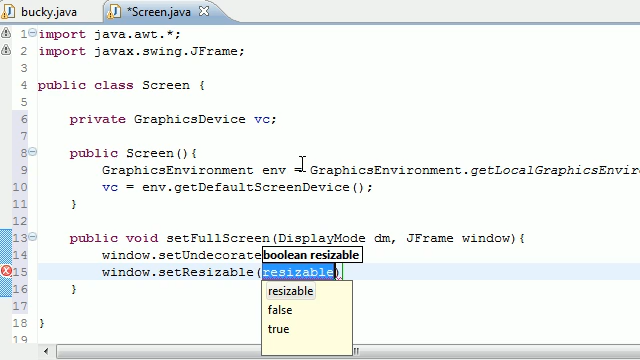 bucky.java *Screen.java
1 import java.awt.*;
2 import javax.swing.JFrame;
3
4 public class Screen {
5
6 private GraphicsDevice vc;
7
8 public Screen(){
9 GraphicsEnvironment env = GraphicsEnvironment.getLocalGraphicsEnviro
10 vc = env.getDefaultScreenDevice();
11 }
12
13 public void setFullScreen(DisplayMode dm, JFrame window){
14 window.setUndecorate boolean resizable
15 window.setResizable(resizable)
16 }
resizable
17
false
18 }
true
19